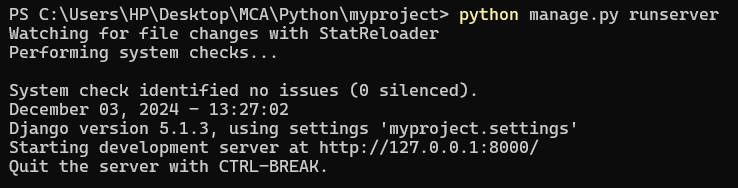 PS C:\Users\HP\Desktop\MCA\Python\myproject> python manage.py runserver
Watching for file changes with StatReloader
Performing system checks...
System check identified no issues (0 silenced).
December 03, 2024 - 13:27:02
Django version 5.1.3, using settings 'myproject.settings'
Starting development server at http://127.0.0.1:8000/
Quit the server with CTRL-BREAK.